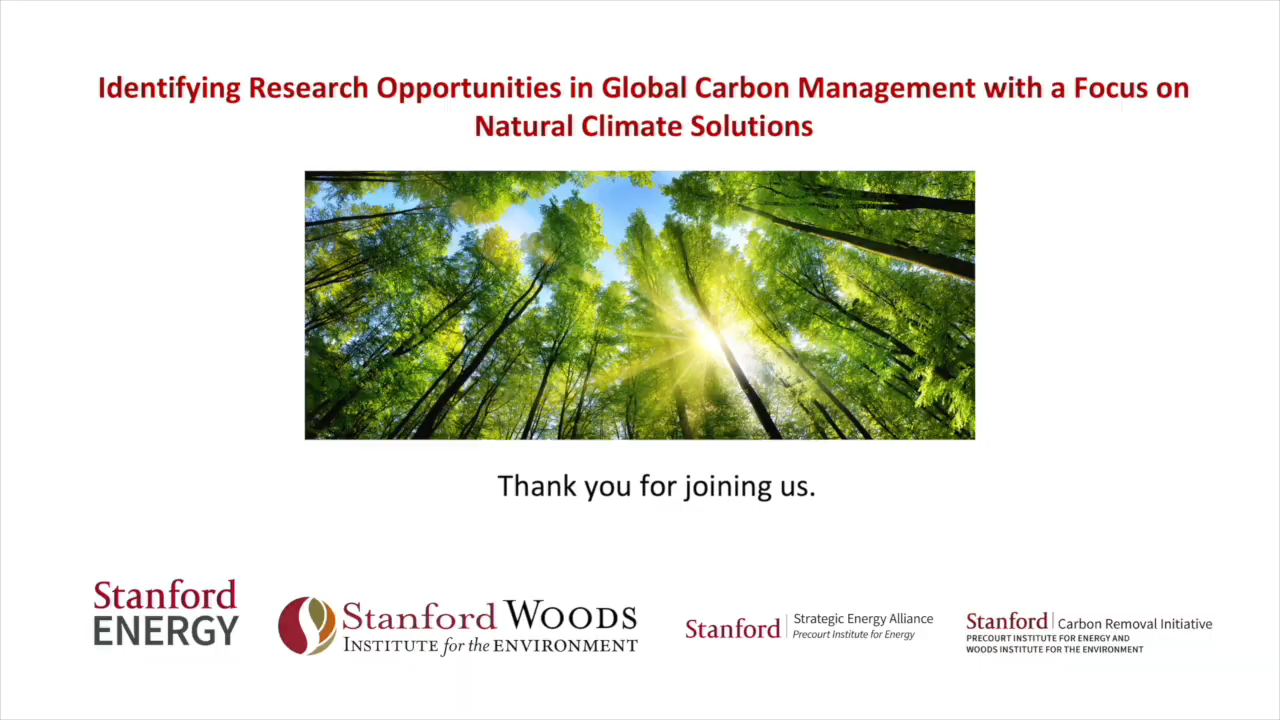 Identifying Research Opportunities in Global Carbon Management with a Focus on
Natural Climate Solutions
Thank you for joining us.
Stanford
ENERGY
Stanford WOODS
INSTITUTE for the ENVIRONMENT
Stanford
Strategic Energy Alliance
Precourt Institute for Energy
Stanford
Carbon Removal Initiative
PRECOURT INSTITUTE FOR ENERGY AND
WOODS INSTITUTE FOR THE ENVIRONMENT